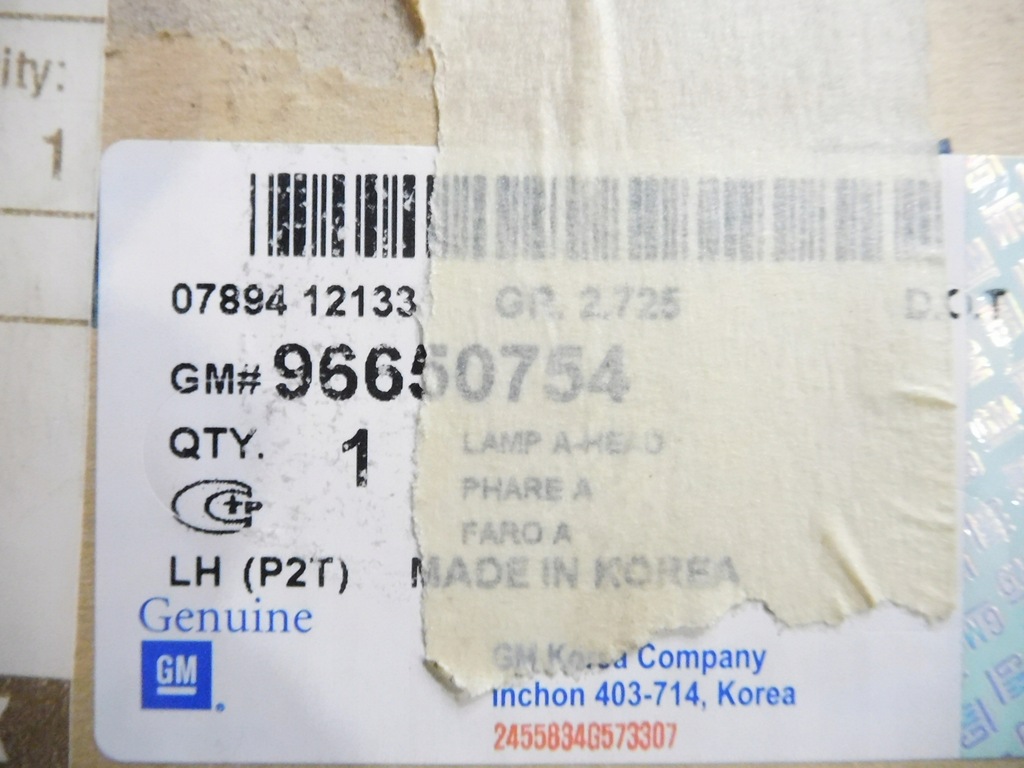 ity:
1
07894 12133 GR. 2.725 D.O.T
GM# 96650754
QTY. 1 LAMP A-HEAD
PHARE A
FARO A
LH (P2T) MADE IN KOREA
Genuine
GM
GM Korea Company
Inchon 403-714, Korea
2455834G573307